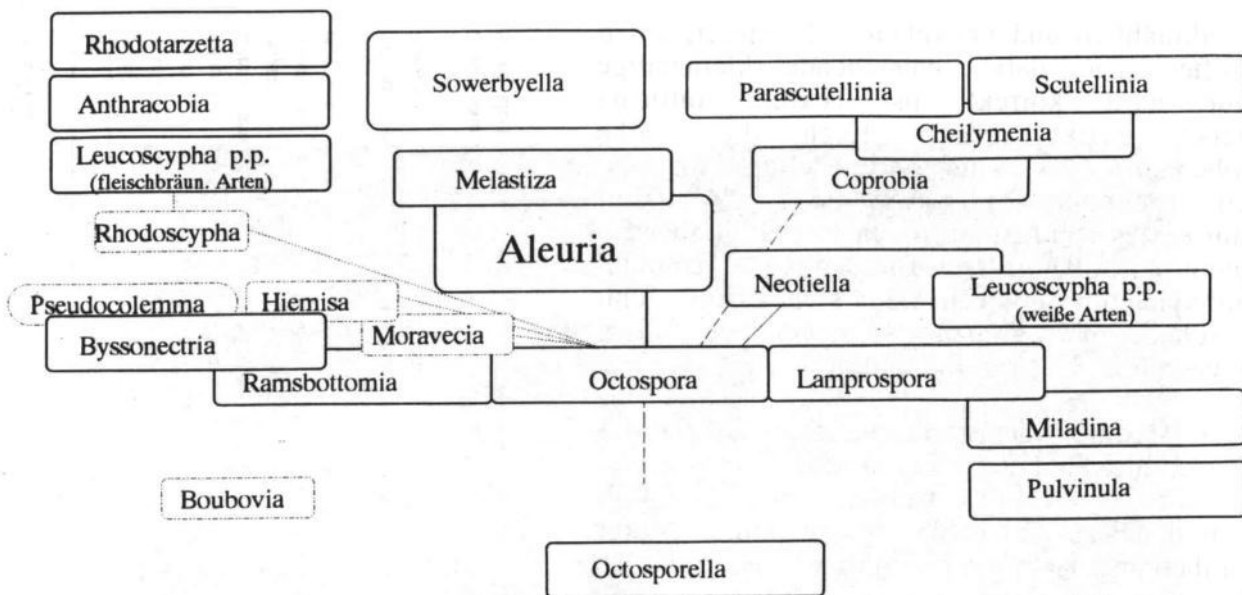 Rhodotarzetta
Sowerbyella
Parascutellinia
Scutellinia
Anthracobia
Cheilymenia
Leucoscypha p.p.
(fleischbräun. Arten)
Melastiza
Coprobia
Rhodoscypha
Aleuria
Neotiella
Leucoscypha p.p.
(weiße Arten)
Pseudocolemma
Hiemisa
Moravecia
Byssonectria
Ramsbottomia
Octospora
Lamprospora
Miladina
Boubovia
Pulvinula
Octosporella